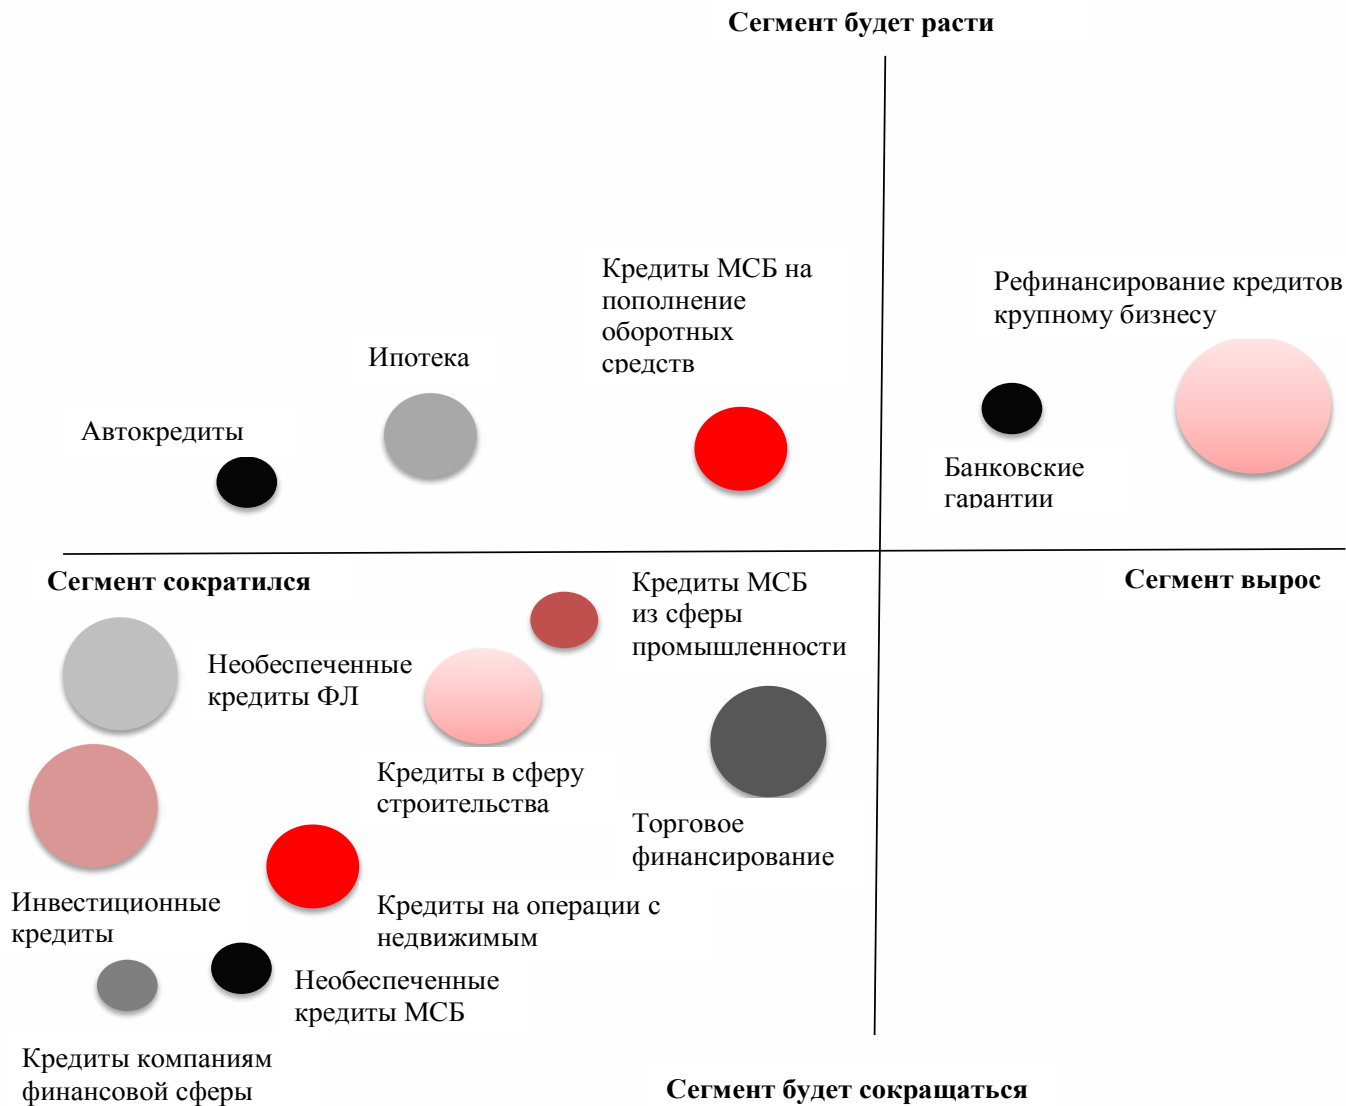 Сегмент будет расти
Кредиты МСБ на
пополнение
оборотных
средств
Рефинансирование кредитов
крупному бизнесу
Ипотека
Автокредиты
Банковские
гарантии
Сегмент сократился
Сегмент вырос
Кредиты МСБ
из сферы
промышленности
Необеспеченные
кредиты ФЛ
Кредиты в сферу
строительства
Торговое
финансирование
Инвестиционные
кредиты
Кредиты на операции с
недвижимым
Необеспеченные
кредиты МСБ
Кредиты компаниям
финансовой сферы
Сегмент будет сокращаться